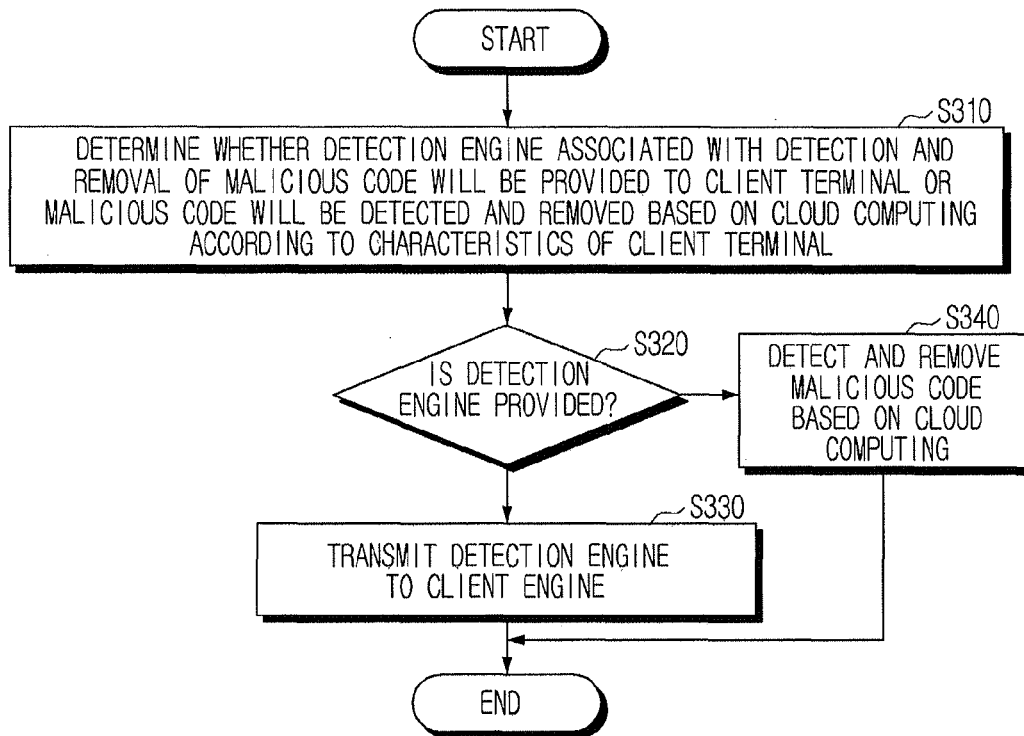 START
S310
DETERMINE WHETHER DETECTION ENGINE ASSOCIATED WITH DETECTION AND
REMOVAL OF MALICIOUS CODE WILL BE PROVIDED TO CLIENT TERMINAL OR
MALICIOUS CODE WILL BE DETECTED AND REMOVED BASED ON CLOUD COMPUTING
ACCORDING TO CHARACTERISTICS OF CLIENT TERMINAL
S320
IS DETECTION
ENGINE PROVIDED?
S340
DETECT AND REMOVE
MALICIOUS CODE
BASED ON CLOUD
COMPUTING
S330
TRANSMIT DETECTION ENGINE
TO CLIENT ENGINE
END